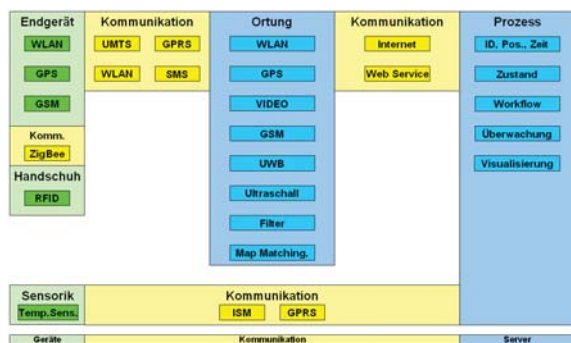 Endgerät
WLAN
GPS
GSM
Komm.
ZigBee
Handschuh
RFID
Kommunikation
UMTS GPRS
WLAN SMS
Ortung
WLAN
GPS
VIDEO
GSM
UWB
Ultraschall
Filter
Map Matching.
Kommunikation
Internet
Web Service
Prozess
ID, Pos., Zeit
Zustand
Workflow
Überwachung
Visualisierung
Sensorik
Temp.Sens.
Kommunikation
ISM GPRS
Geräte Kommunikation Server